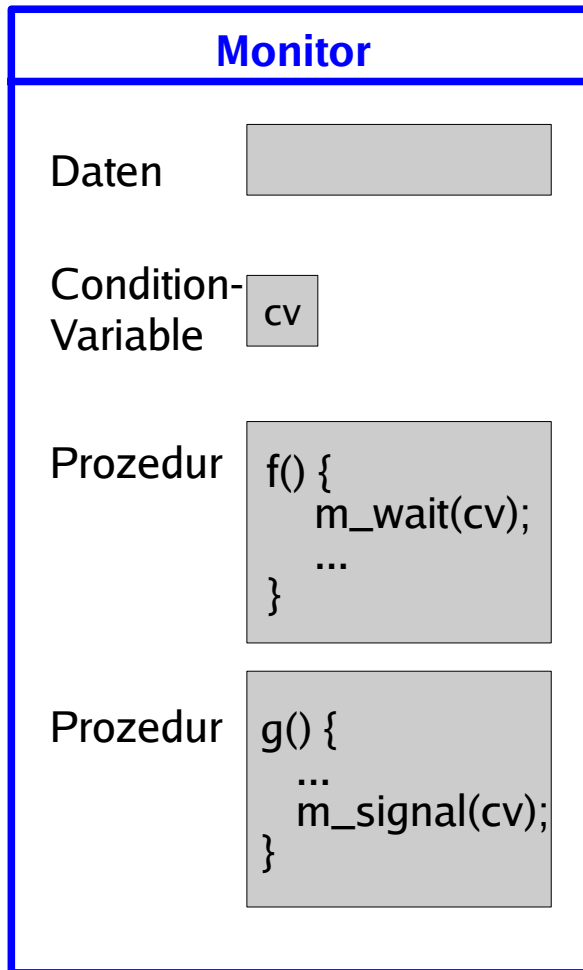 Monitor
Daten
Condition-
Variable
cv
Prozedur
f() {
m_wait(cv);
...
}
Prozedur
g() {
...
m_signal(cv);
}